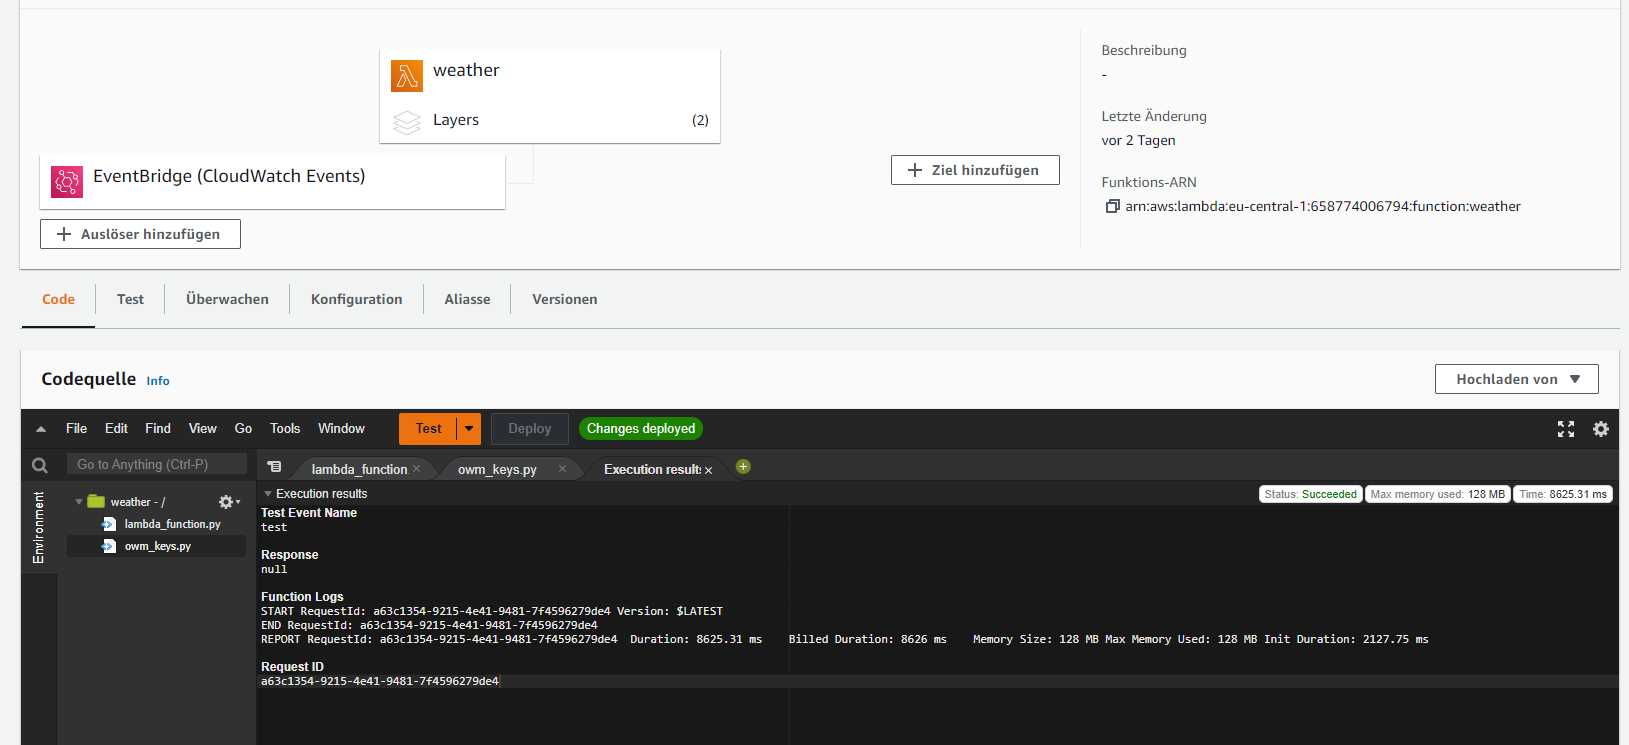 weather
Layers (2)
EventBridge (CloudWatch Events)
+ Auslöser hinzufügen
+ Ziel hinzufügen
Beschreibung
-
Letzte Änderung
vor 2 Tagen
Funktions-ARN
arn:aws:lambda:eu-central-1:658774006794:function:weather
Code Test Überwachen Konfiguration Aliasse Versionen
Codequelle Info
Hochladen von
File Edit Find View Go Tools Window Test Deploy Changes deployed
Go to Anything (Ctrl-P)
lambda_function owm_keys.py Execution results
Environment
weather - /
lambda_function.py
owm_keys.py
Execution results
Status: Succeeded Max memory used: 128 MB Time: 8625.31 ms
Test Event Name
test
Response
null
Function Logs
START RequestId: a63c1354-9215-4e41-9481-7f4596279de4 Version: $LATEST
END RequestId: a63c1354-9215-4e41-9481-7f4596279de4
REPORT RequestId: a63c1354-9215-4e41-9481-7f4596279de4 Duration: 8625.31 ms Billed Duration: 8626 ms Memory Size: 128 MB Max Memory Used: 128 MB Init Duration: 2127.75 ms
Request ID
a63c1354-9215-4e41-9481-7f4596279de4